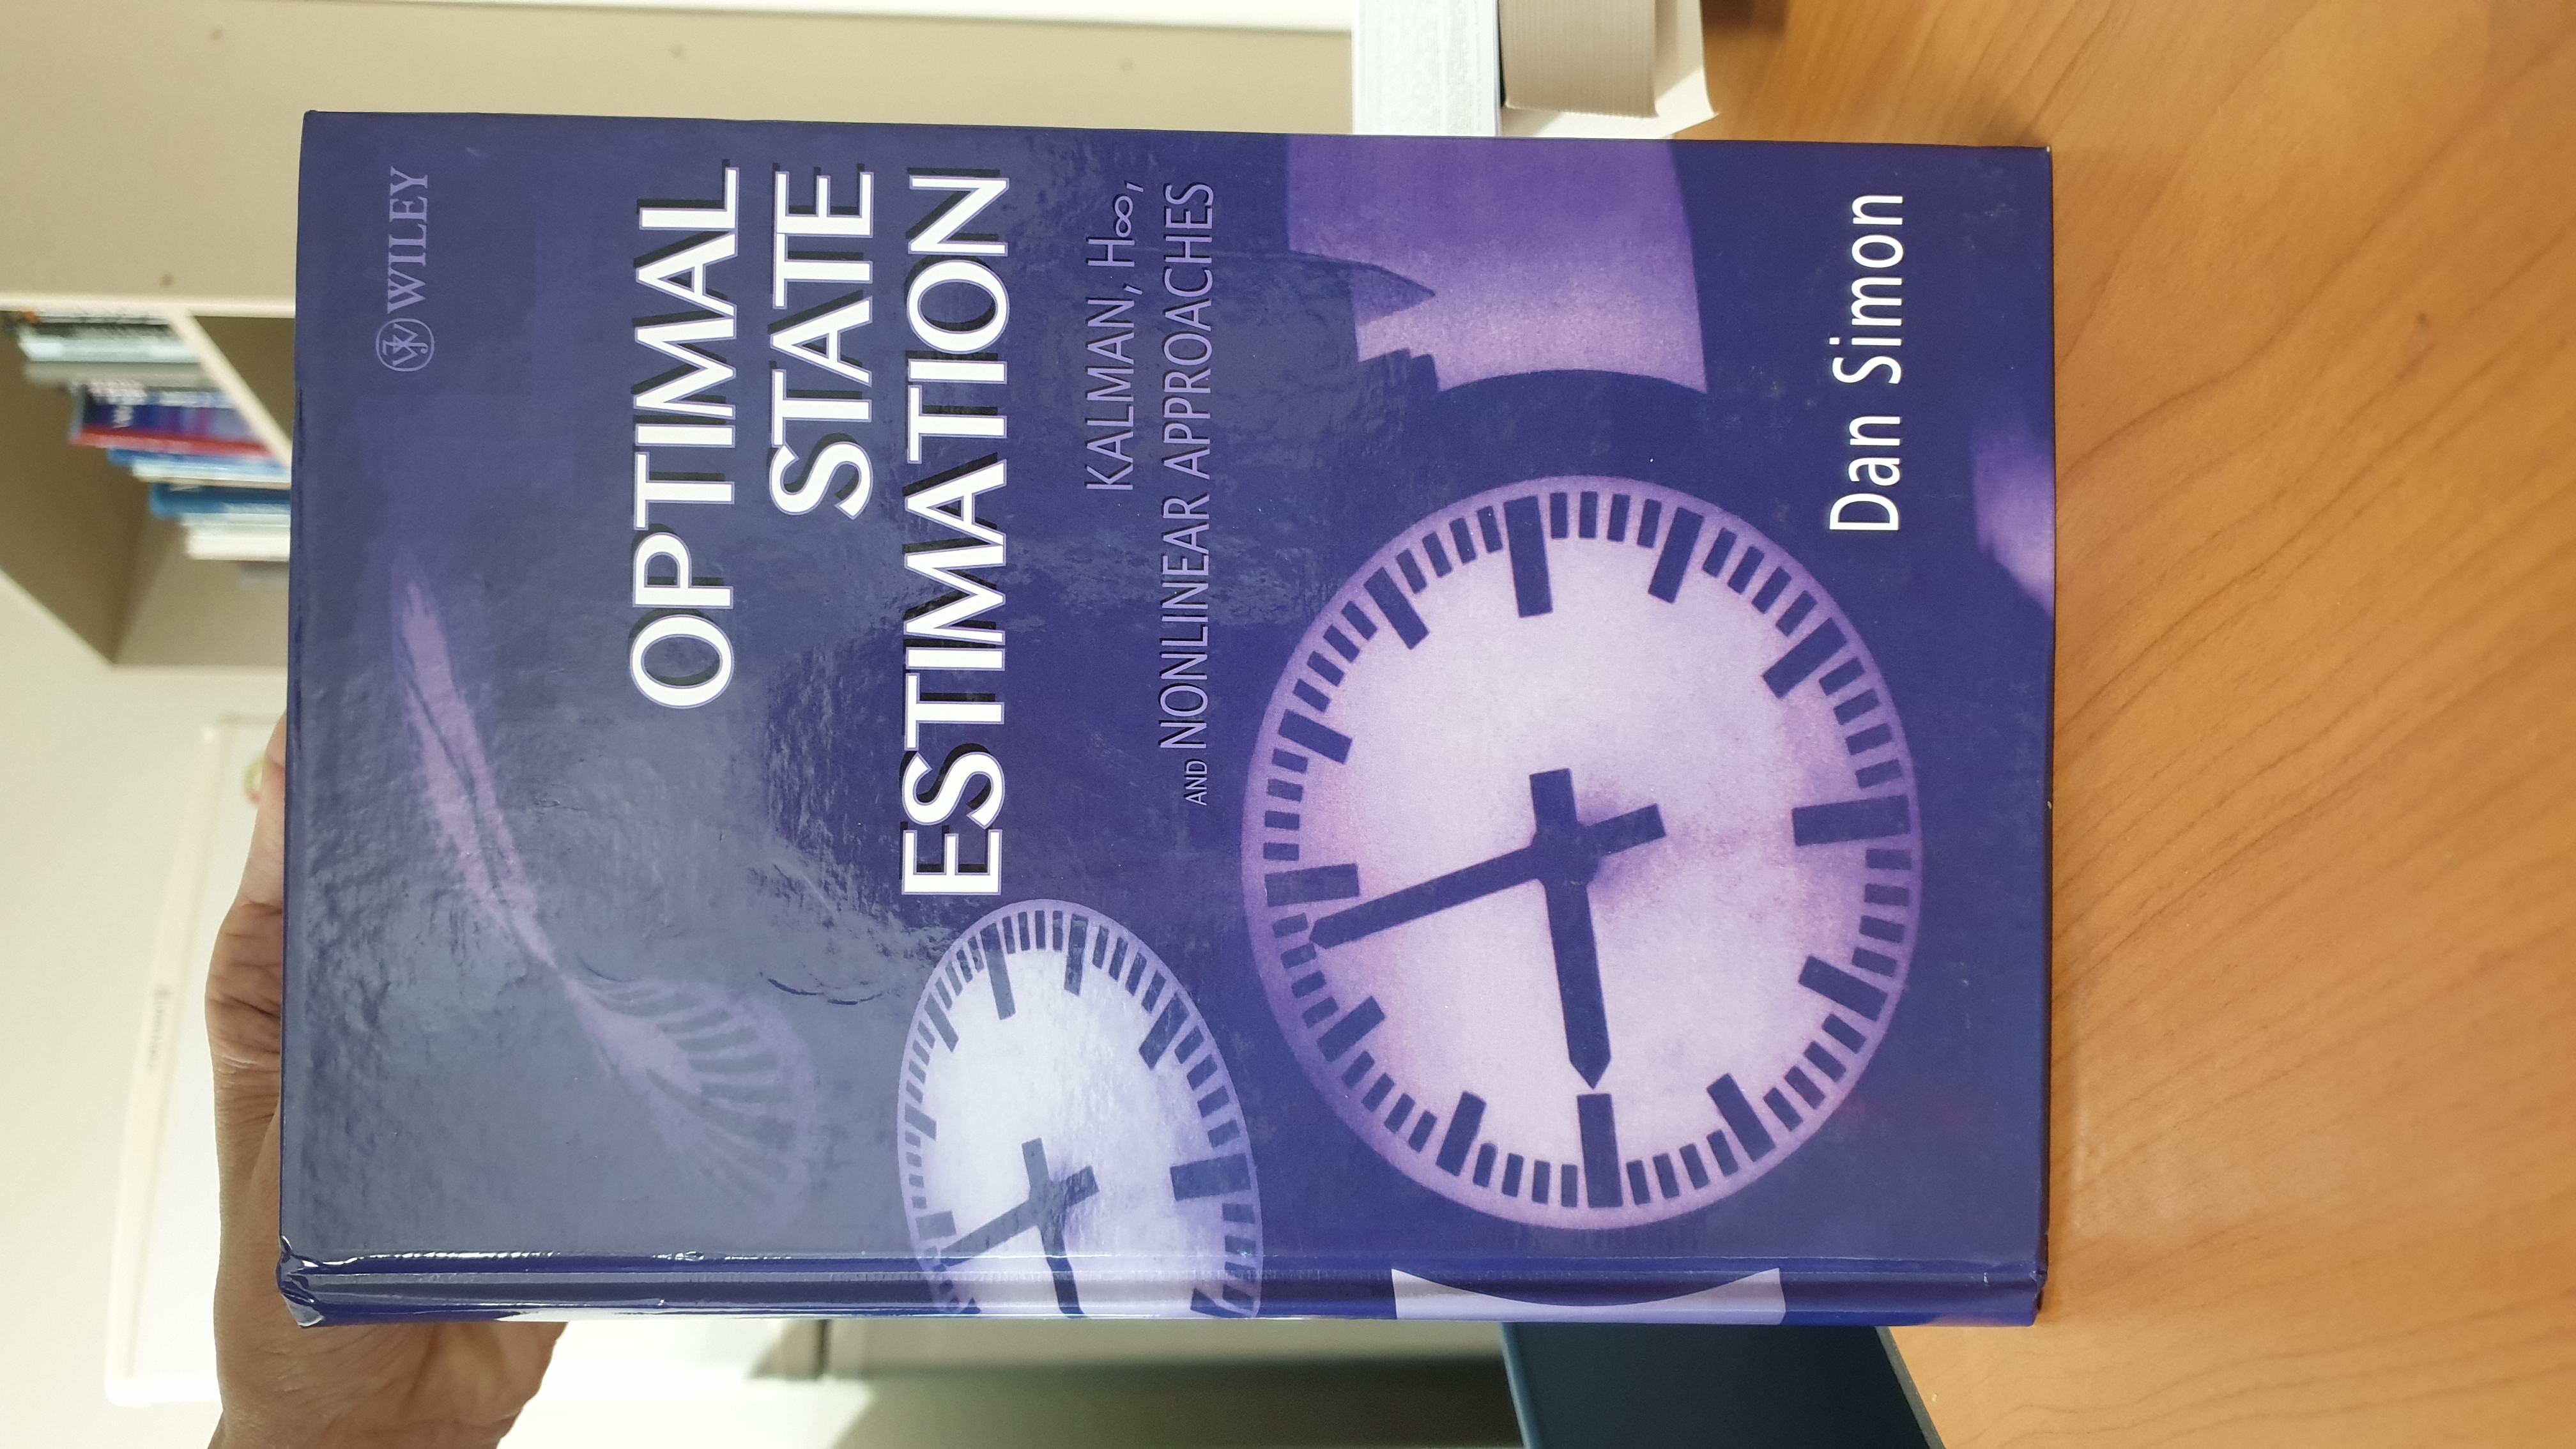 WILEY
OPTIMAL
STATE
ESTIMATION
KALMAN, H∞,
AND NONLINEAR APPROACHES
Dan Simon